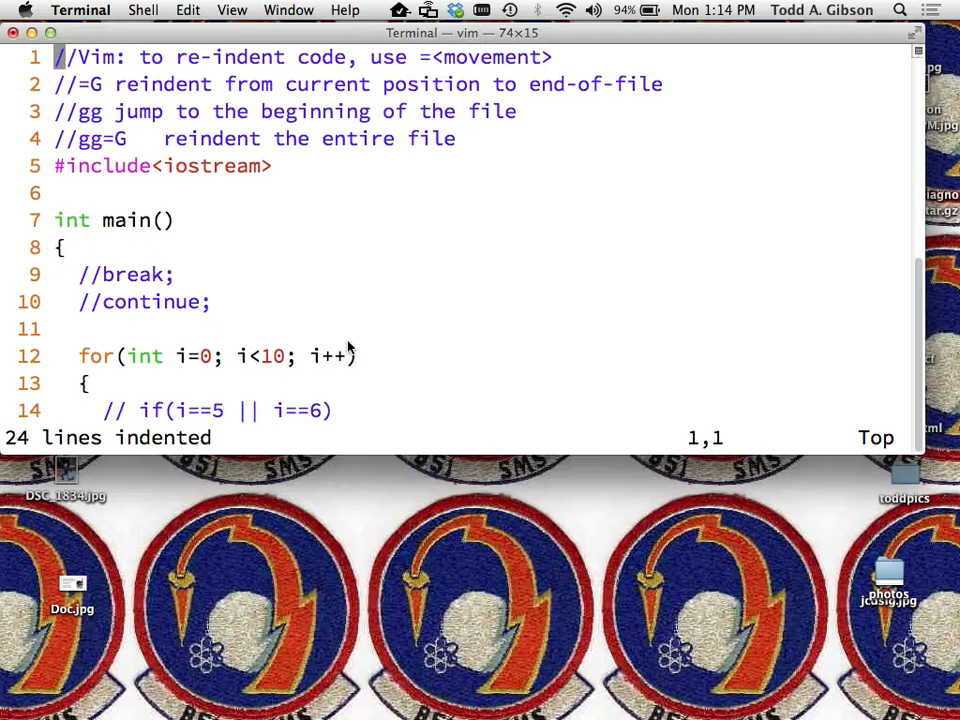 Terminal Shell Edit View Window Help 94% Mon 1:14 PM Todd A. Gibson
Terminal — vim — 74×15
1 //Vim: to re-indent code, use =<movement>
2 //=G reindent from current position to end-of-file
3 //gg jump to the beginning of the file
4 //gg=G reindent the entire file
5 #include<iostream>
6
7 int main()
8 {
9 //break;
10 //continue;
11
12 for(int i=0; i<10; i++)
13 {
14 // if(i==5 || i==6)
24 lines indented 1,1 Top
DSC_1834.jpg
toddpics
Doc.jpg
photos